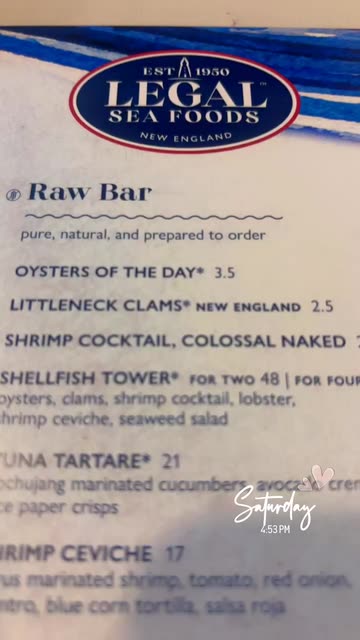 EST 1950
LEGAL
SEA FOODS
NEW ENGLAND
Raw Bar
pure, natural, and prepared to order
OYSTERS OF THE DAY* 3.5
LITTLENECK CLAMS* NEW ENGLAND 2.5
SHRIMP COCKTAIL, COLOSSAL NAKED
SHELLFISH TOWER* FOR TWO 48 | FOR FOUR
oysters, clams, shrimp cocktail, lobster,
shrimp ceviche, seaweed salad
TUNA TARTARE* 21
marinated cucumbers, avocado
paper crisps
Saturday
4:53 PM
CEVICHE 17
marinated shrimp, tomato, red onion,
blue corn tortilla, salsa roja